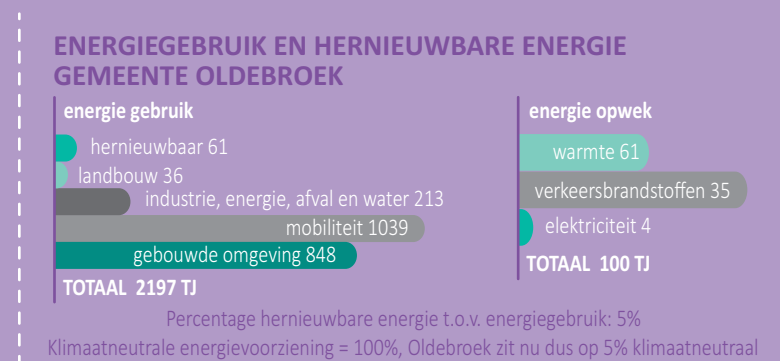 ENERGIEGEBRUIK EN HERNIEUWBARE ENERGIE
GEMEENTE OLDEBROEK
energie gebruik
hernieuwbaar 61
landbouw 36
industrie, energie, afval en water 213
mobiliteit 1039
gebouwde omgeving 848
TOTAAL 2197 TJ
energie opwek
warmte 61
verkeersbrandstoffen 35
elektriciteit 4
TOTAAL 100 TJ
Percentage hernieuwbare energie t.o.v. energiegebruik: 5%
Klimaatneutrale energievoorziening = 100%, Oldebroek zit nu dus op 5% klimaatneutraal